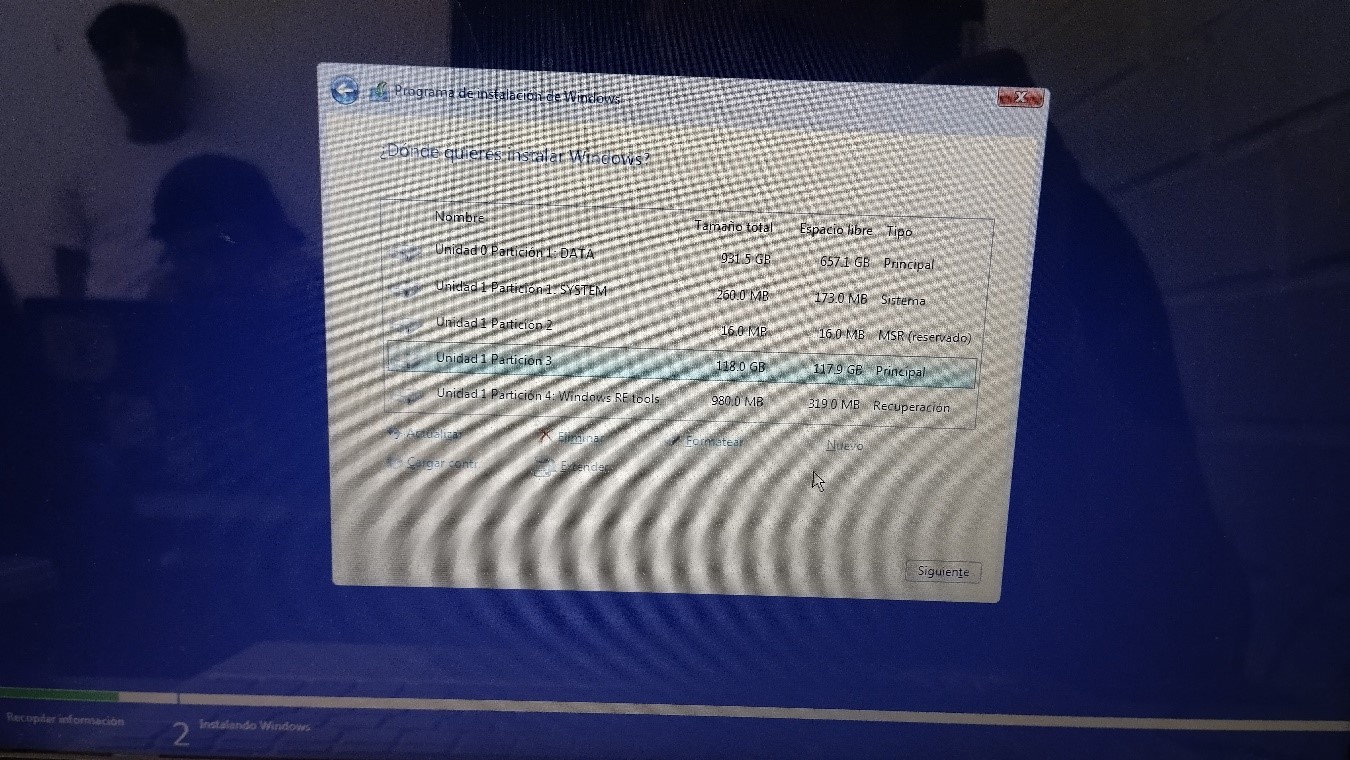 Programa de instalación de Windows
¿Dónde quieres instalar Windows?
Nombre Tamaño total Espacio libre Tipo
Unidad 0 Partición 1: DATA 931.5 GB 657.1 GB Principal
Unidad 1 Partición 1: SYSTEM 260.0 MB 173.0 MB Sistema
Unidad 1 Partición 2 16.0 MB 16.0 MB MSR (reservado)
Unidad 1 Partición 3 118.0 GB 117.9 GB Principal
Unidad 1 Partición 4: Windows RE tools 980.0 MB 319.0 MB Recuperación
Actualizar Eliminar Formatear Nuevo
Cargar contr. Extender
Siguiente
Recopilar información 2 Instalando Windows